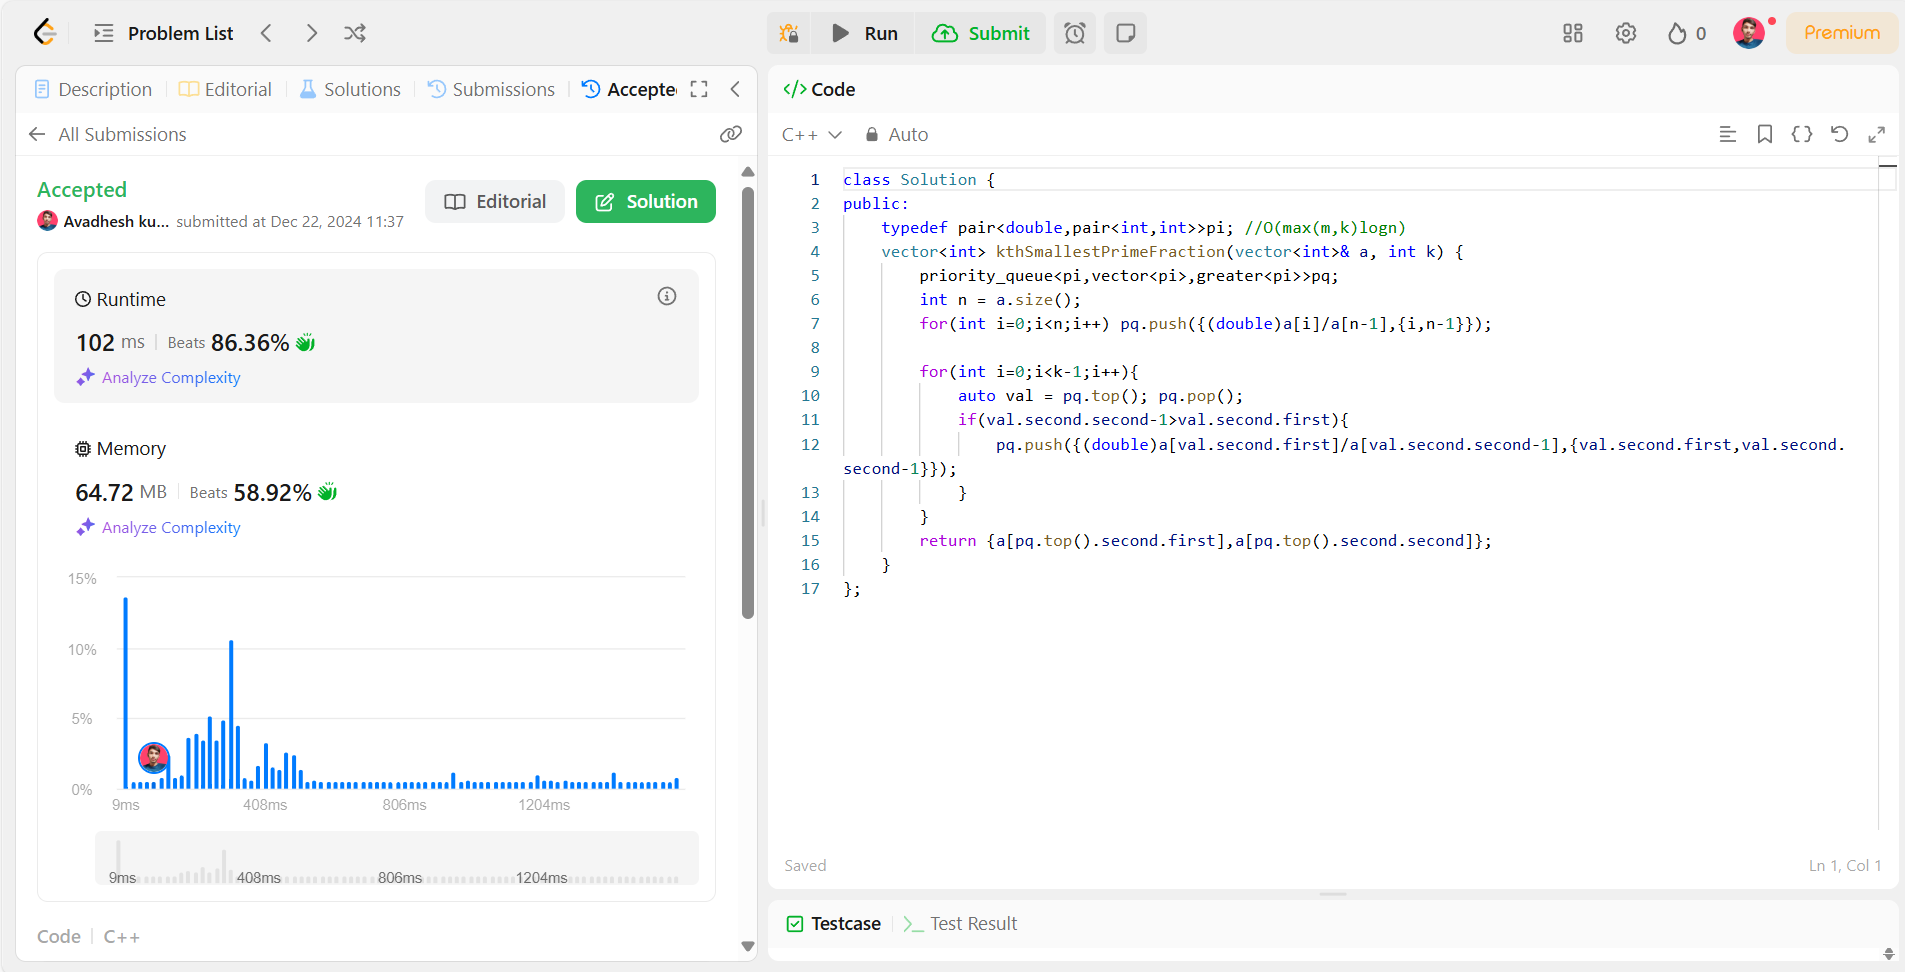 Problem List
Run
Submit
0
Premium
Description
Editorial
Solutions
Submissions
Accepte
All Submissions
Accepted
Avadhesh ku... submitted at Dec 22, 2024 11:37
Editorial
Solution
Runtime
102 ms Beats 86.36%
Analyze Complexity
Memory
64.72 MB Beats 58.92%
Analyze Complexity
15%
10%
5%
0%
9ms 408ms 806ms 1204ms
9ms 408ms 806ms 1204ms
Code C++
</> Code
C++ Auto
1 class Solution {
2 public:
3 typedef pair<double,pair<int,int>>pi; //O(max(m,k)logn)
4 vector<int> kthSmallestPrimeFraction(vector<int>& a, int k) {
5 priority_queue<pi,vector<pi>,greater<pi>>pq;
6 int n = a.size();
7 for(int i=0;i<n;i++) pq.push({(double)a[i]/a[n-1],{i,n-1}});
8
9 for(int i=0;i<k-1;i++){
10 auto val = pq.top(); pq.pop();
11 if(val.second.second-1>val.second.first){
12 pq.push({(double)a[val.second.first]/a[val.second.second-1],{val.second.first,val.second.
second-1}});
13 }
14 }
15 return {a[pq.top().second.first],a[pq.top().second.second]};
16 }
17 };
Saved
Ln 1, Col 1
Testcase
Test Result